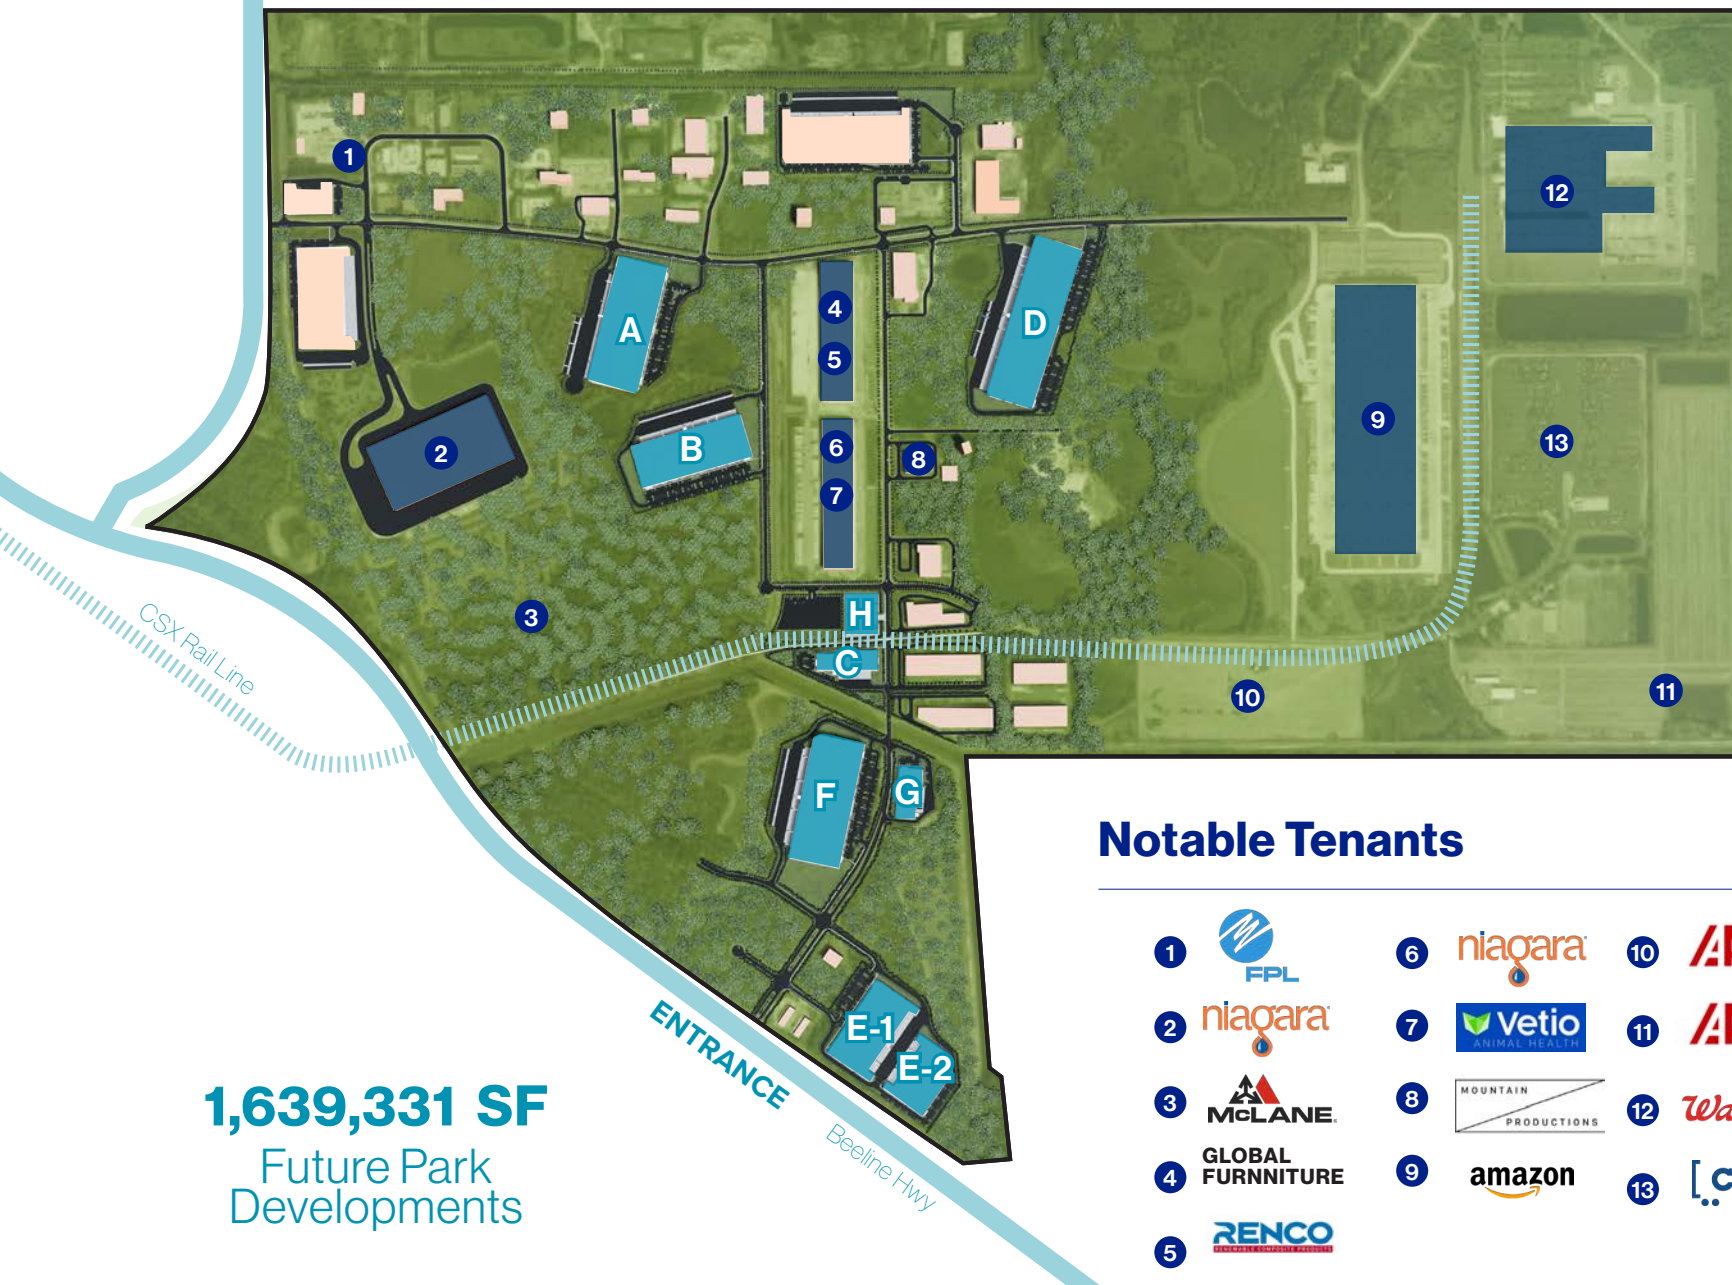 1
12
A
4
D
5
9
2
B
6
8
13
7
3
H
C
CSX Rail Line
10
11
F
G
E-1
E-2
ENTRANCE
Beeline Hwy
1,639,331 SF
Future Park
Developments
Notable Tenants
1
FPL
2
niagara
3
McLANE
4
GLOBAL
FURNNITURE
5
RENCO
6
niagara
7
Vetio
ANIMAL HEALTH
8
MOUNTAIN
PRODUCTIONS
9
amazon
10
11
12
Wa
13